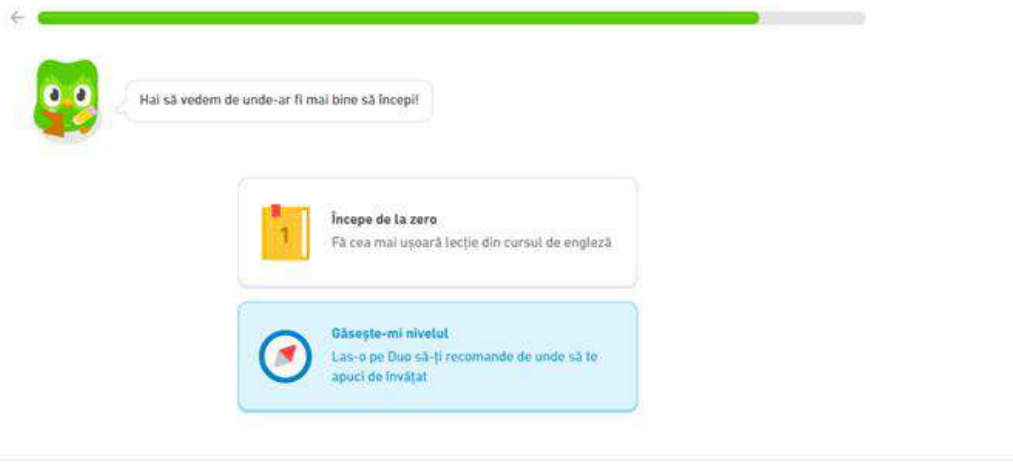 Hai să vedem de unde-ar fi mai bine să începi!
1
Începe de la zero
Fă cea mai ușoară lecție din cursul de engleză
Găsește-mi nivelul
Las-o pe Duo să-ți recomande de unde să te
apuci de învățat